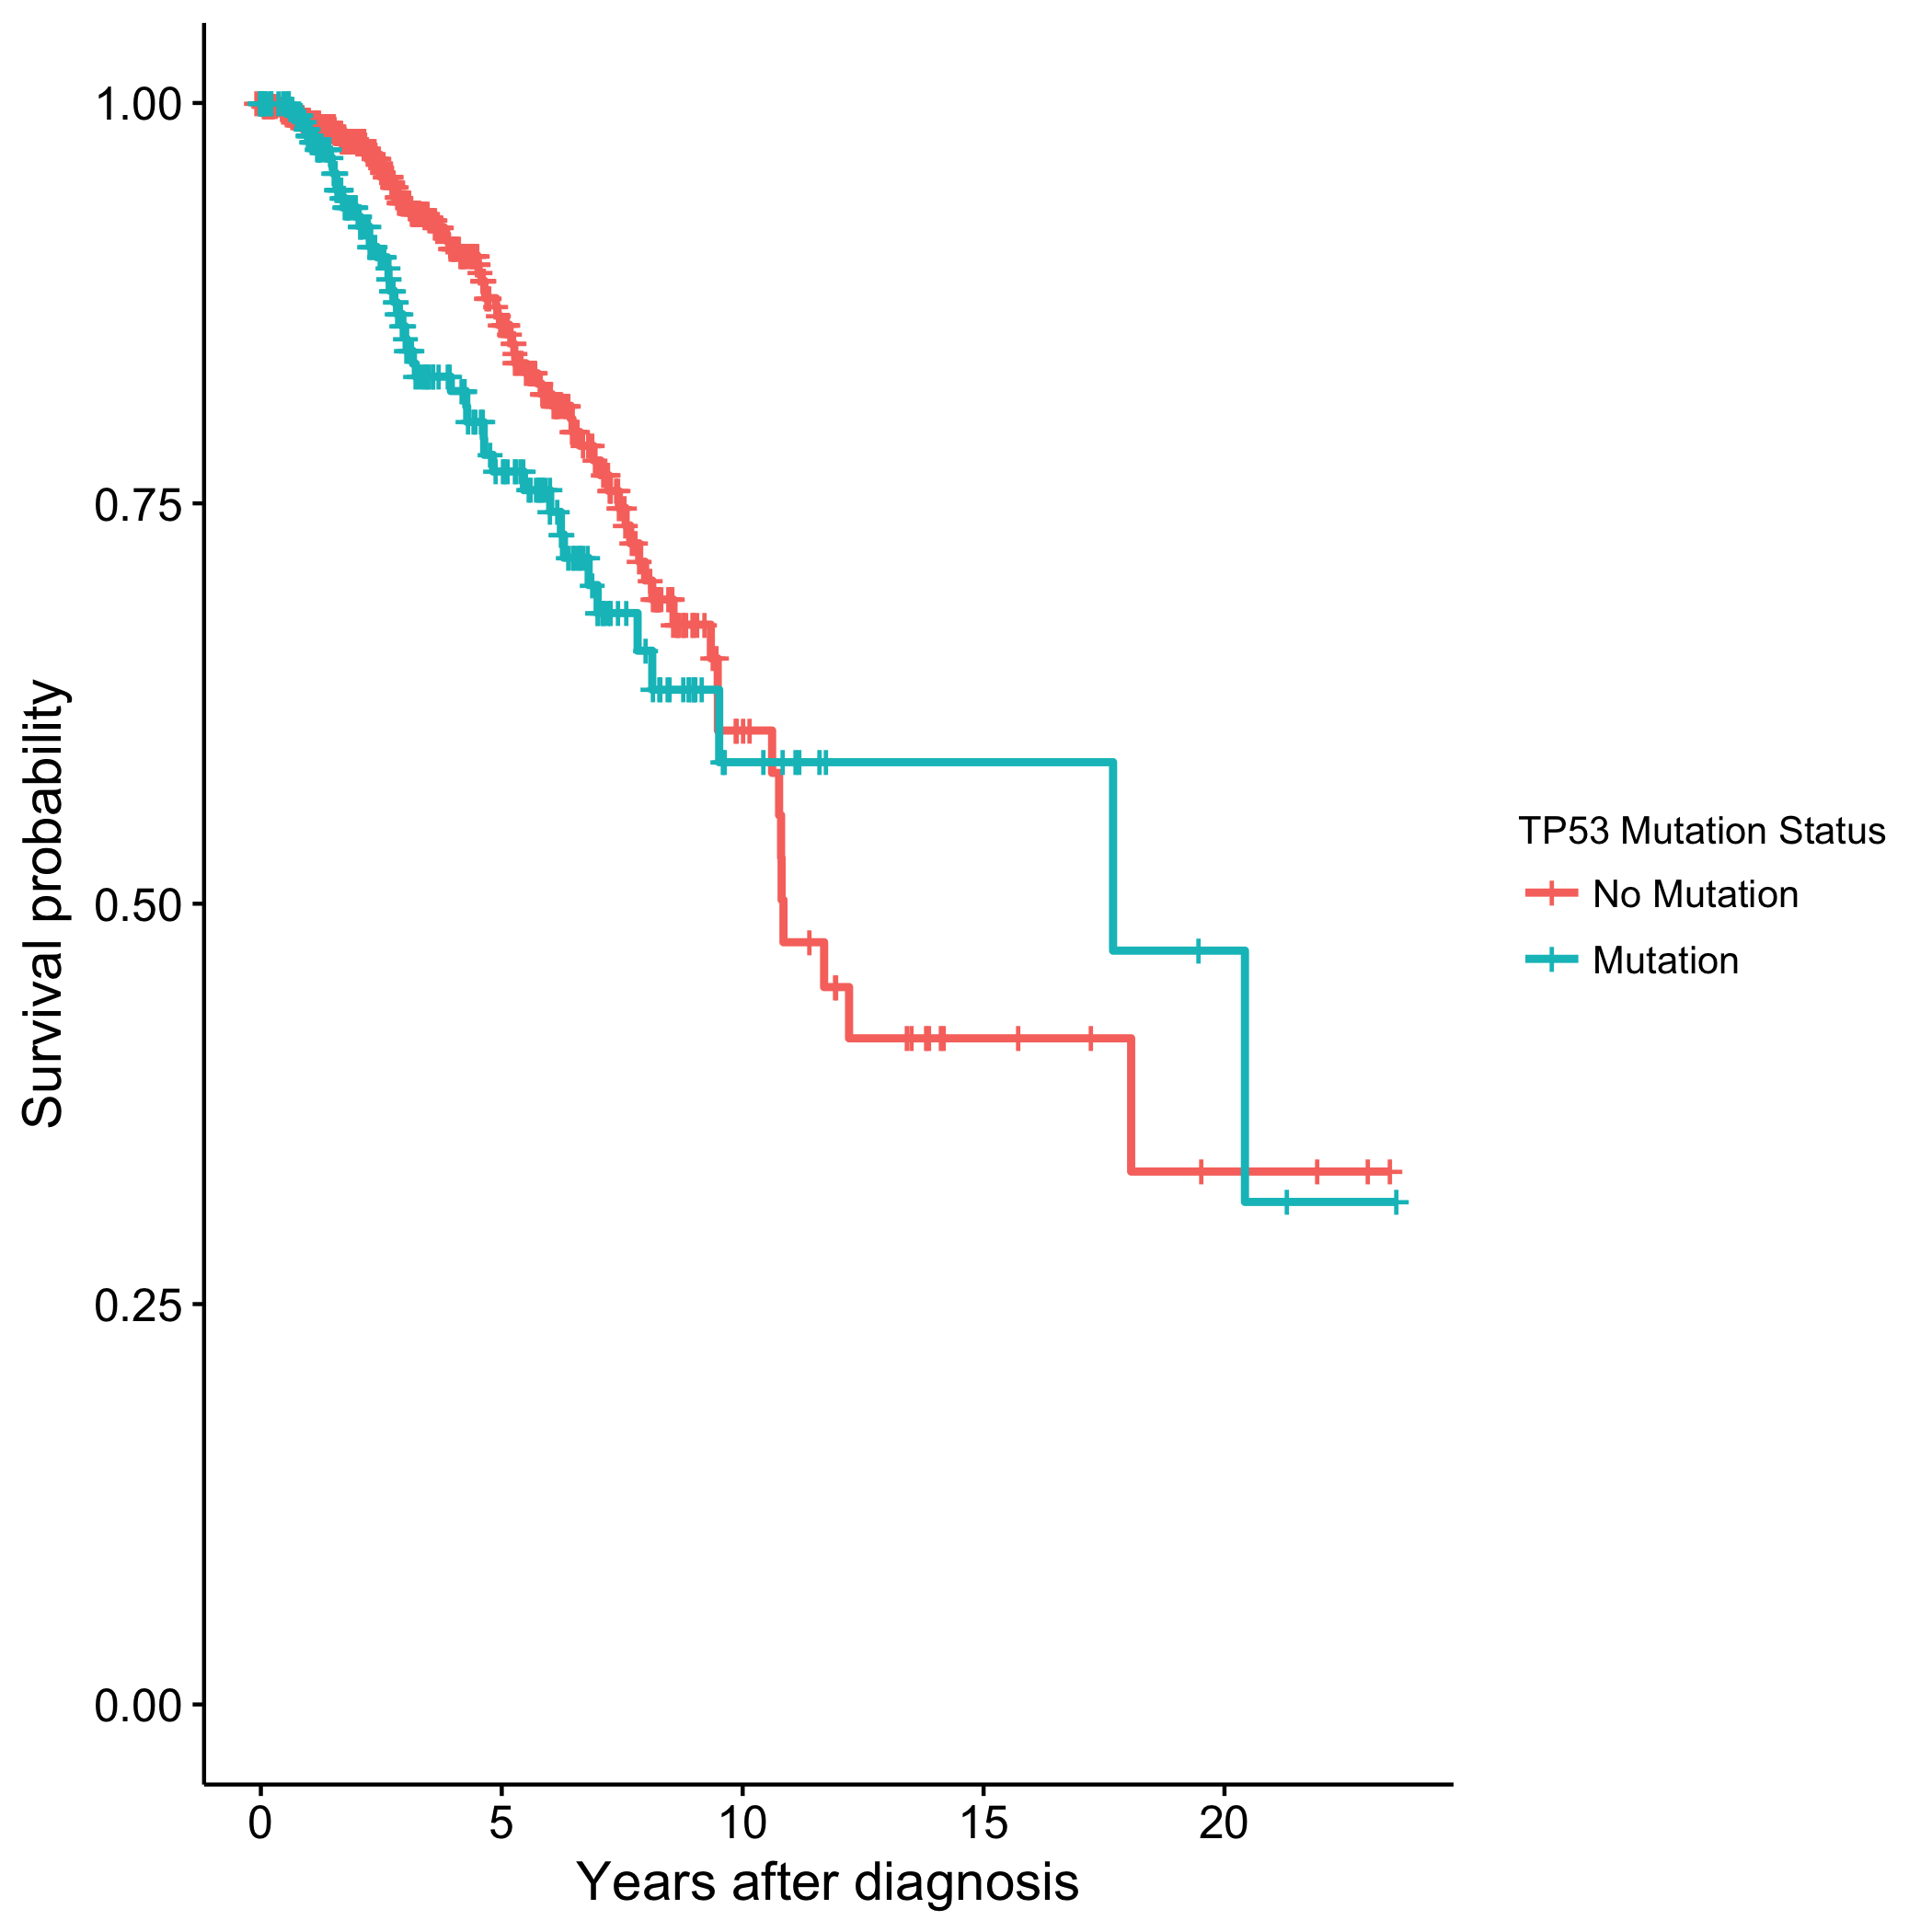 Survival probability
1.00
0.75
0.50
0.25
0.00
0 5 10 15 20
Years after diagnosis
TP53 Mutation Status
No Mutation
Mutation